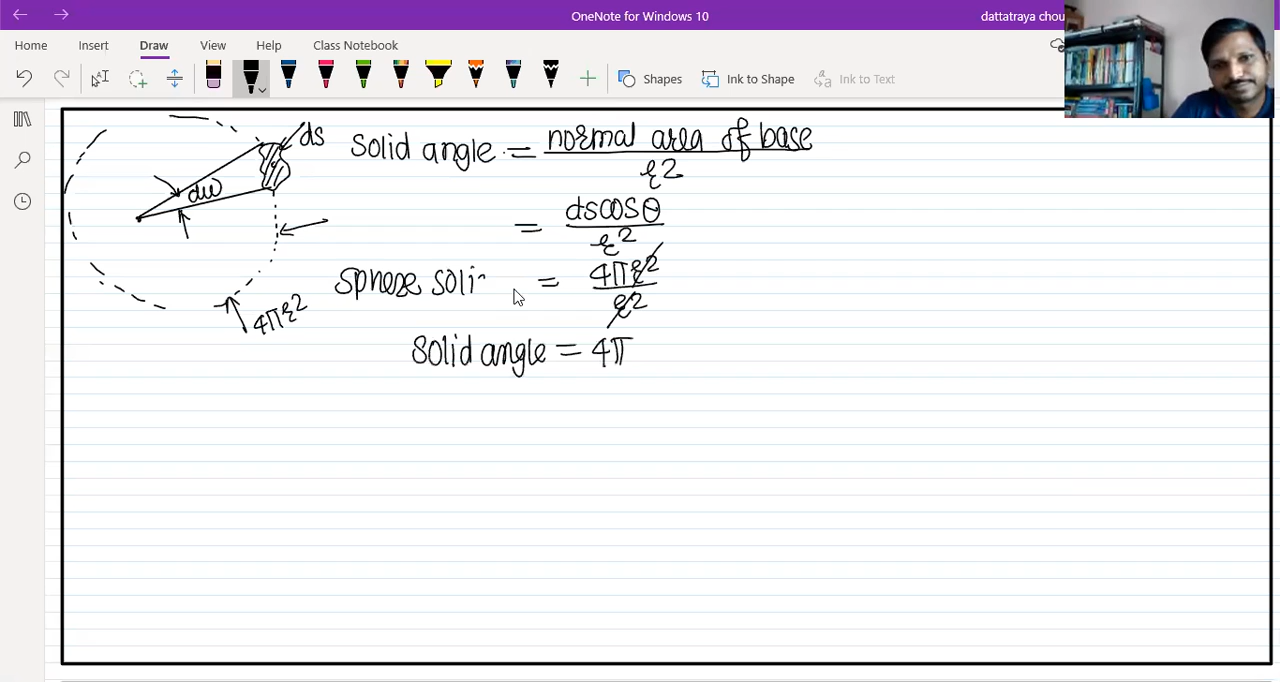 OneNote for Windows 10
dattatraya chou
Home Insert Draw View Help Class Notebook
Shapes Ink to Shape Ink to Text
ds
dω
4πr2
Solid angle = normal area of base / r2
= ds cos θ / r2
sphere soli = 4πr2 / r2
Solid angle = 4π